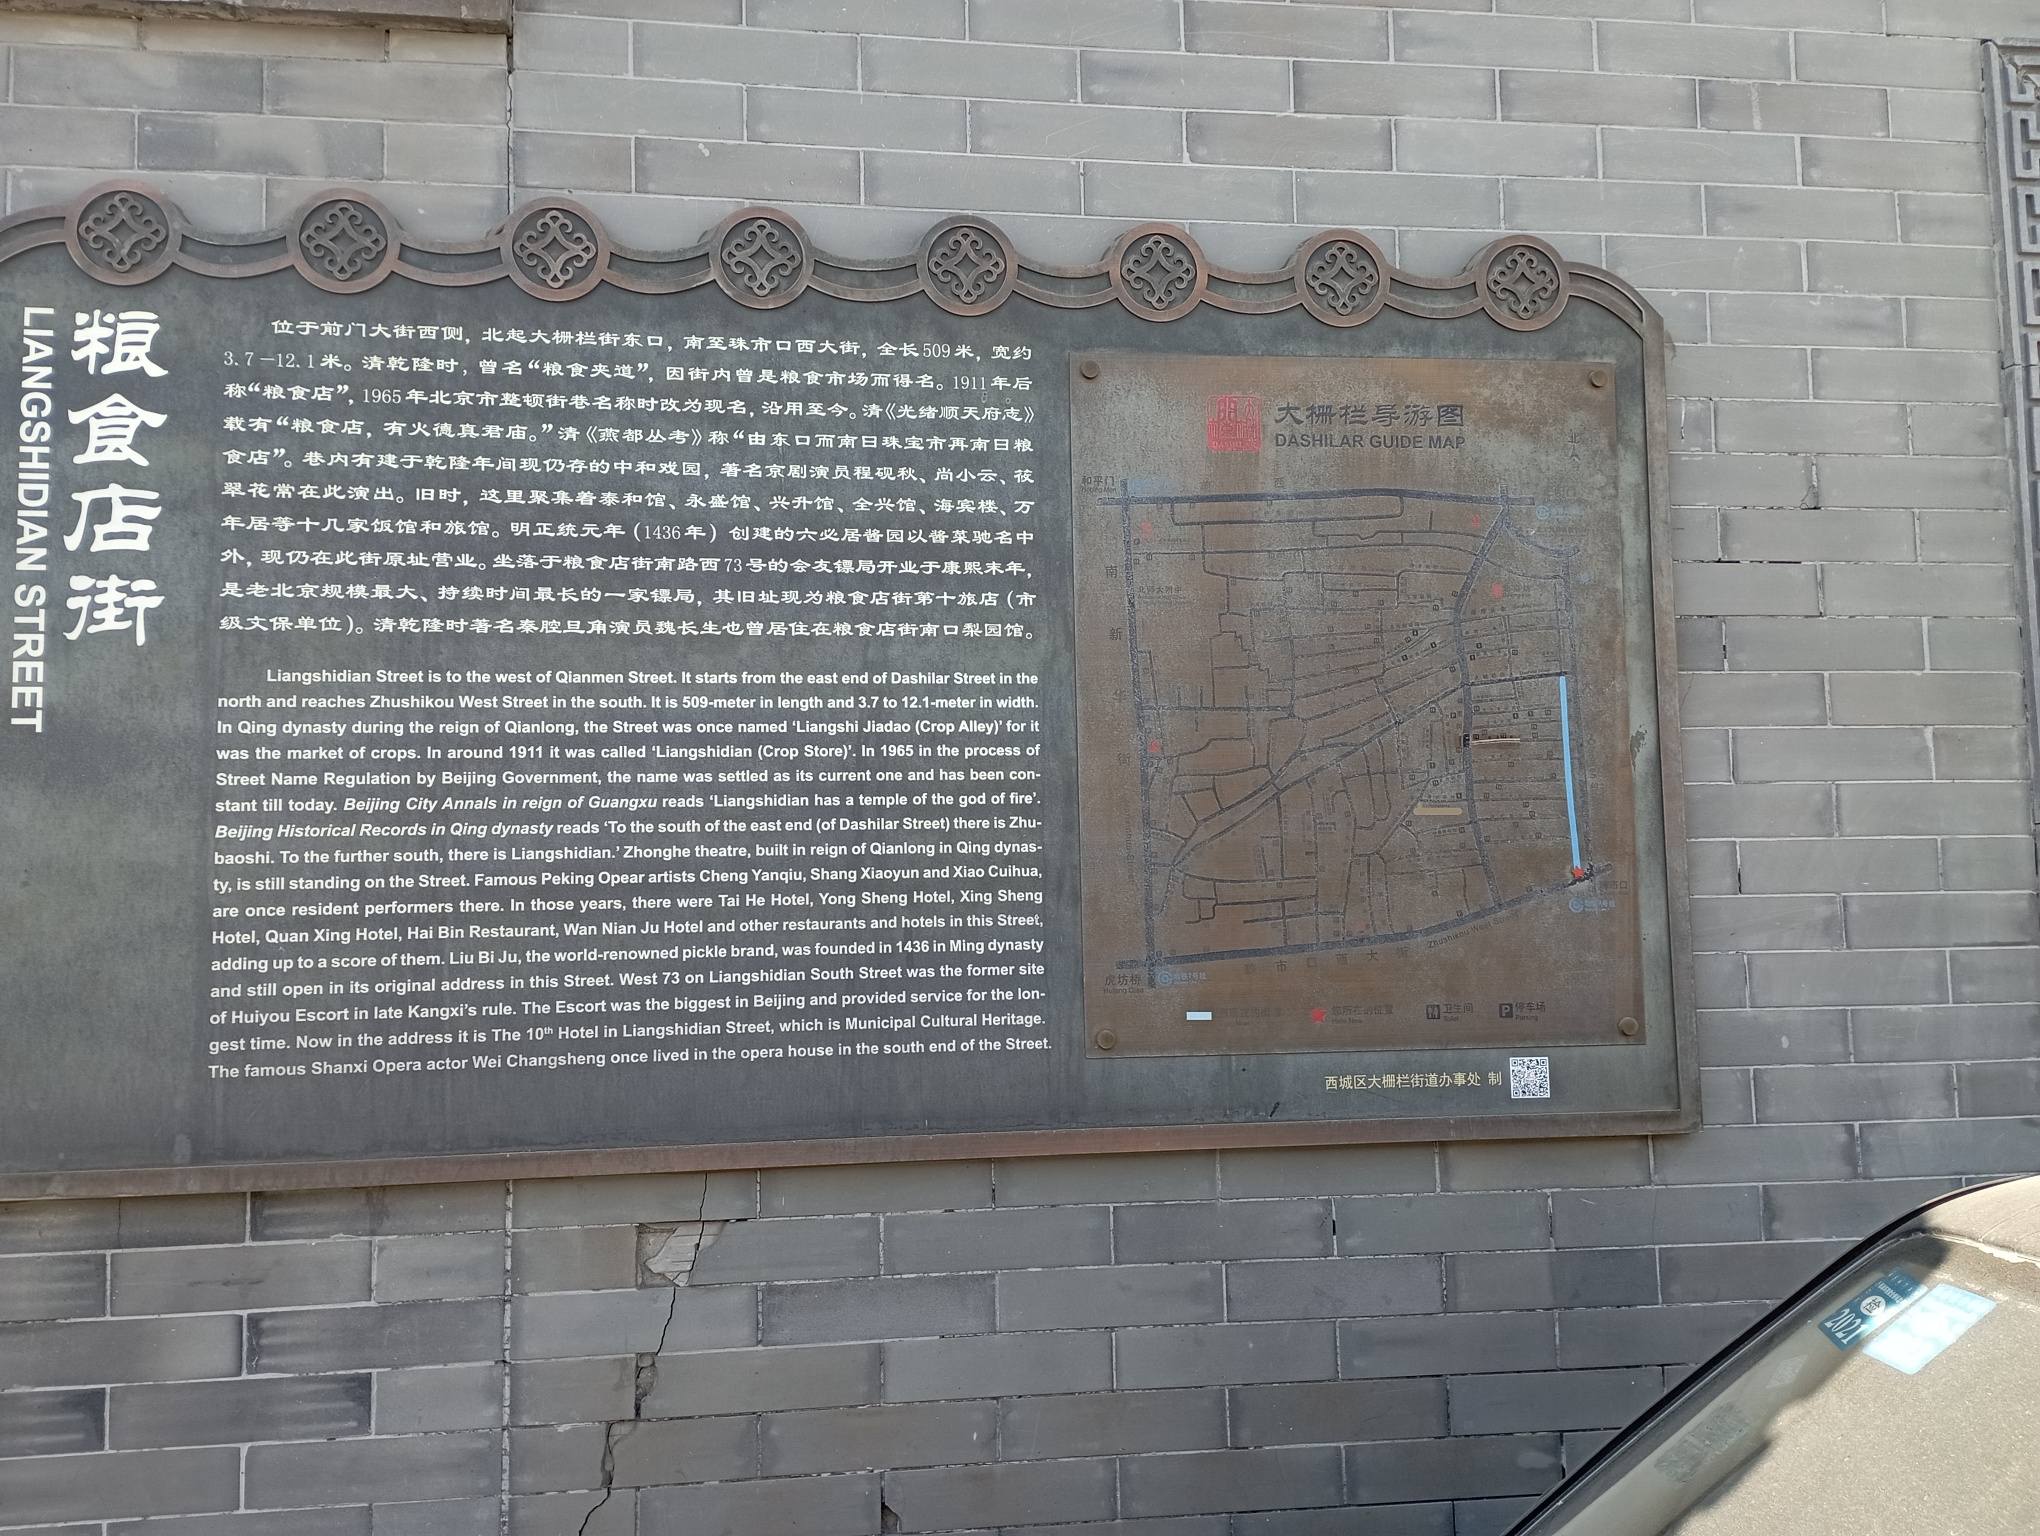 粮食店街
LIANGSHIDIAN STREET
位于前门大街西侧，北起大栅栏街东口，南至珠市口西大街，全长509米，宽约
3.7－12.1米。清乾隆时，曾名“粮食夹道”，因街内曾是粮食市场而得名。1911年后
称“粮食店”，1965年北京市整顿街巷名称时改为现名，沿用至今。清《光绪顺天府志》
载有“粮食店，有火德真君庙。”清《燕都丛考》称“由东口而南日珠宝市再南日粮
食店”。巷内有建于乾隆年间现仍存的中和戏园，著名京剧演员程砚秋、尚小云、筱
翠花常在此演出。旧时，这里聚集着泰和馆、永盛馆、兴升馆、全兴馆、海宾楼、万
年居等十几家饭馆和旅馆。明正统元年（1436年）创建的六必居酱园以酱菜驰名中
外，现仍在此街原址营业。坐落于粮食店街南路西73号的会友镖局开业于康熙末年，
是老北京规模最大、持续时间最长的一家镖局，其旧址现为粮食店街第十旅店（市
级文保单位）。清乾隆时著名秦腔旦角演员魏长生也曾居住在粮食店街南口梨园馆。
Liangshidian Street is to the west of Qianmen Street. It starts from the east end of Dashilar Street in the
north and reaches Zhushikou West Street in the south. It is 509-meter in length and 3.7 to 12.1-meter in width.
In Qing dynasty during the reign of Qianlong, the Street was once named ‘Liangshi Jiadao (Crop Alley)’ for it
was the market of crops. In around 1911 it was called ‘Liangshidian (Crop Store)’. In 1965 in the process of
Street Name Regulation by Beijing Government, the name was settled as its current one and has been con-
stant till today. Beijing City Annals in reign of Guangxu reads ‘Liangshidian has a temple of the god of fire’.
Beijing Historical Records in Qing dynasty reads ‘To the south of the east end (of Dashilar Street) there is Zhu-
baoshi. To the further south, there is Liangshidian.’ Zhonghe theatre, built in reign of Qianlong in Qing dynas-
ty, is still standing on the Street. Famous Peking Opear artists Cheng Yanqiu, Shang Xiaoyun and Xiao Cuihua,
are once resident performers there. In those years, there were Tai He Hotel, Yong Sheng Hotel, Xing Sheng
Hotel, Quan Xing Hotel, Hai Bin Restaurant, Wan Nian Ju Hotel and other restaurants and hotels in this Street,
adding up to a score of them. Liu Bi Ju, the world-renowned pickle brand, was founded in 1436 in Ming dynasty
and still open in its original address in this Street. West 73 on Liangshidian South Street was the former site
of Huiyou Escort in late Kangxi’s rule. The Escort was the biggest in Beijing and provided service for the lon-
gest time. Now in the address it is The 10th Hotel in Liangshidian Street, which is Municipal Cultural Heritage.
The famous Shanxi Opera actor Wei Changsheng once lived in the opera house in the south end of the Street.
大栅栏导游图
DASHILAR GUIDE MAP
北
和平门
南
新
华
街
珠市口西大街
Zhushikou West
虎坊桥
Hufang Qiao
您所在的位置
卫生间
Toilet
P
停车场
Parking
西城区大栅栏街道办事处 制
检
2021